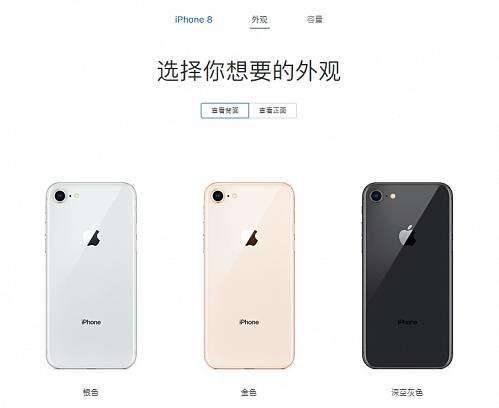 iPhone 8 外观 容量
选择你想要的外观
查看背面 查看正面
iPhone iPhone iPhone
银色 金色 深空灰色